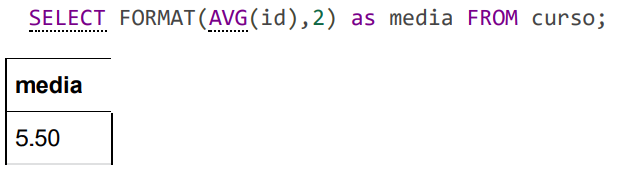 SELECT FORMAT(AVG(id),2) as media FROM curso;
media
5.50